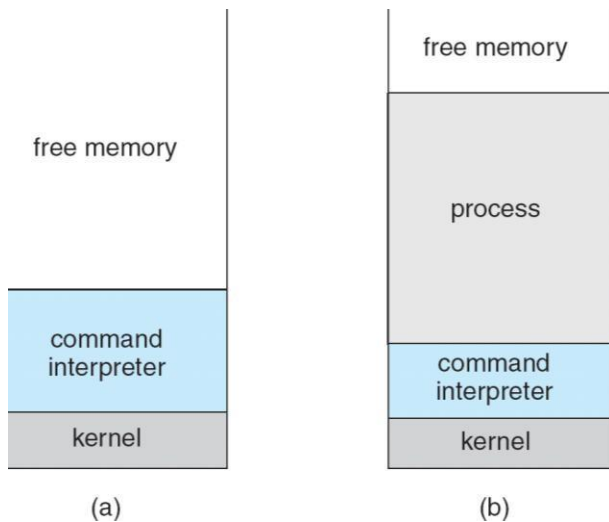 free memory
command
interpreter
kernel
(a)
free memory
process
command
interpreter
kernel
(b)